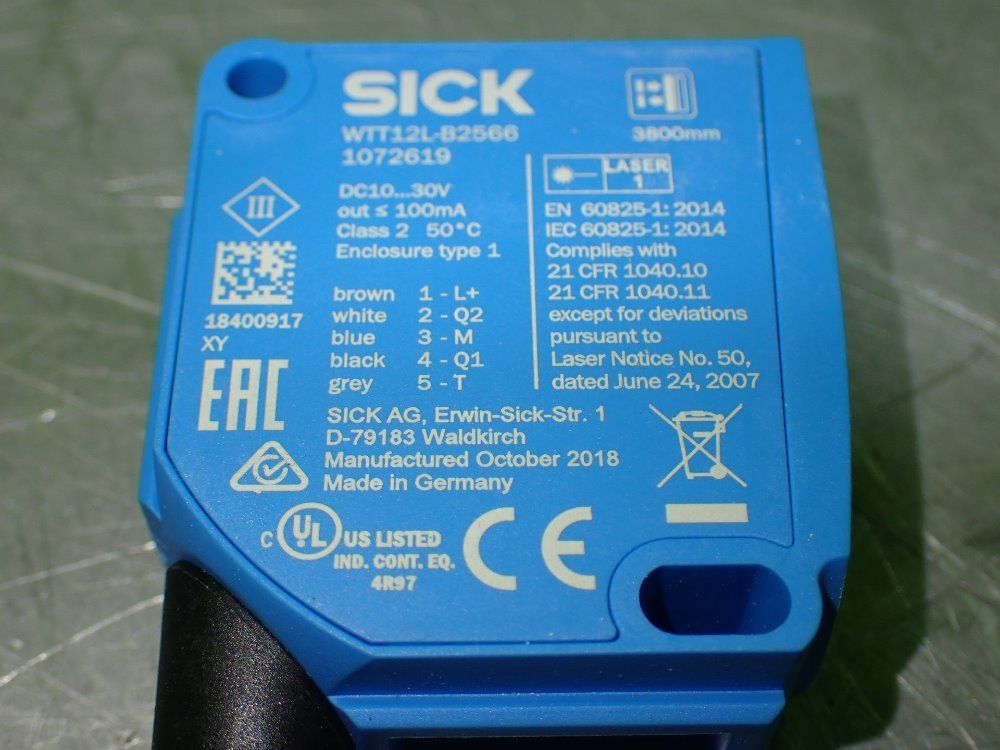 SICK
WTT12L-B2566
1072619
3800mm
DC10...30V
out ≤ 100mA
Class 2 50°C
Enclosure type 1
III
18400917
XY
EAC
brown 1 - L+
white 2 - Q2
blue 3 - M
black 4 - Q1
grey 5 - T
LASER
1
EN 60825-1: 2014
IEC 60825-1: 2014
Complies with
21 CFR 1040.10
21 CFR 1040.11
except for deviations
pursuant to
Laser Notice No. 50,
dated June 24, 2007
SICK AG, Erwin-Sick-Str. 1
D-79183 Waldkirch
Manufactured October 2018
Made in Germany
C UL US LISTED
IND. CONT. EQ.
4R97
CE